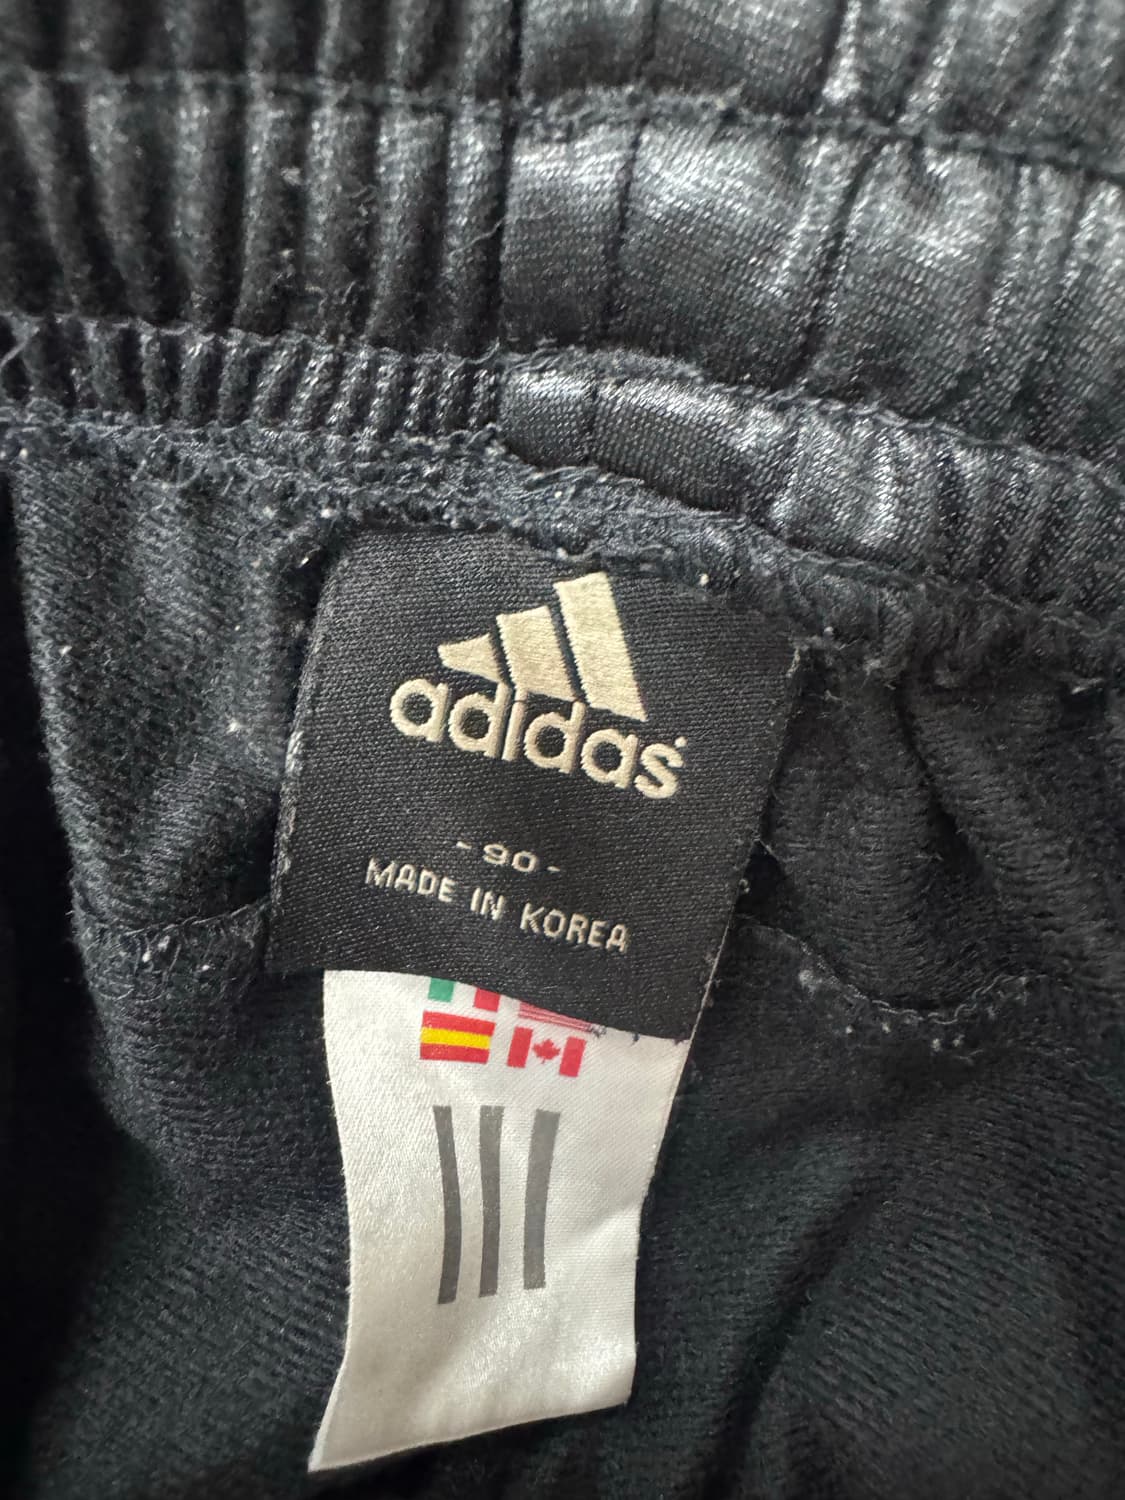 adidas
- 90 -
MADE IN KOREA